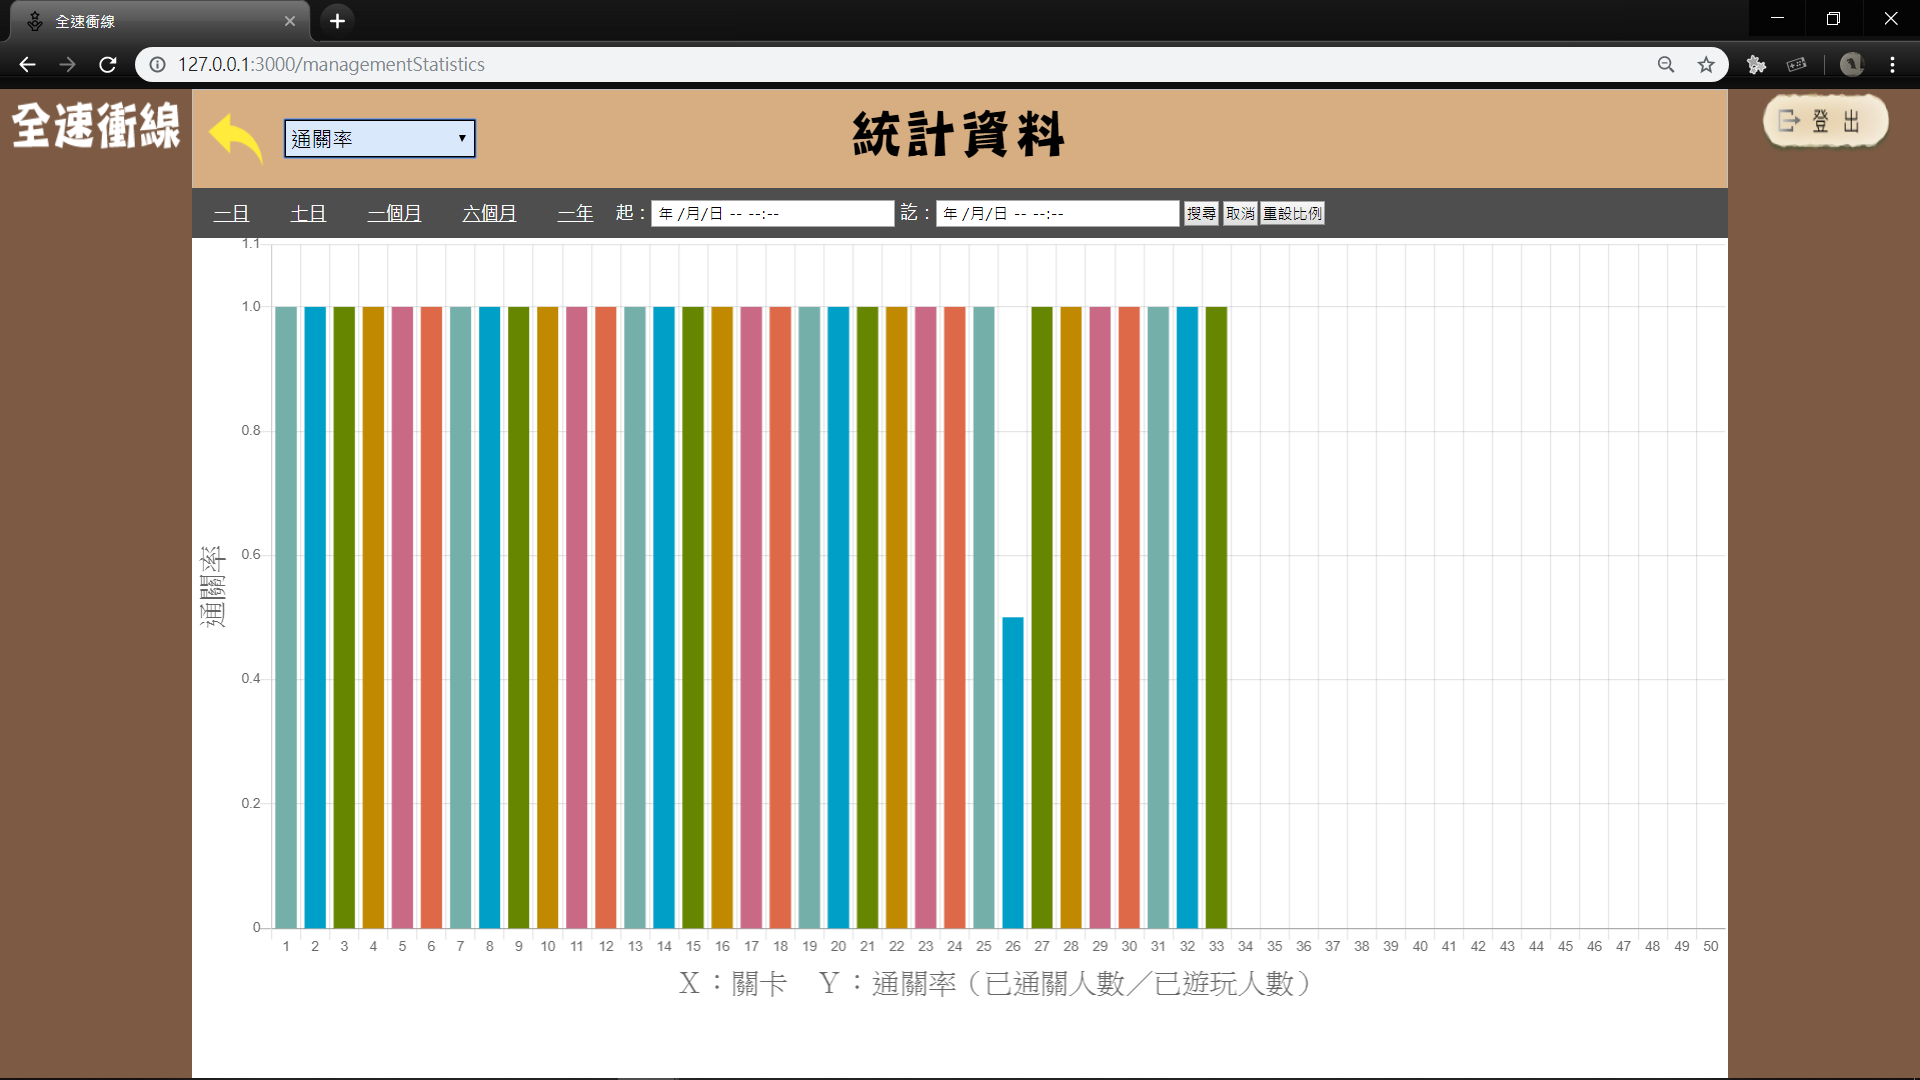 全速衝線
127.0.0.1:3000/managementStatistics
全速衝線
通關率
統計資料
登出
一日 七日 一個月 六個月 一年 起： 年 /月/日 -- --:-- 訖： 年 /月/日 -- --:-- 搜尋 取消 重設比例
1.1
1.0
0.8
0.6
0.4
0.2
0
通關率
1 2 3 4 5 6 7 8 9 10 11 12 13 14 15 16 17 18 19 20 21 22 23 24 25 26 27 28 29 30 31 32 33 34 35 36 37 38 39 40 41 42 43 44 45 46 47 48 49 50
X：關卡 Y：通關率（已通關人數／已遊玩人數）